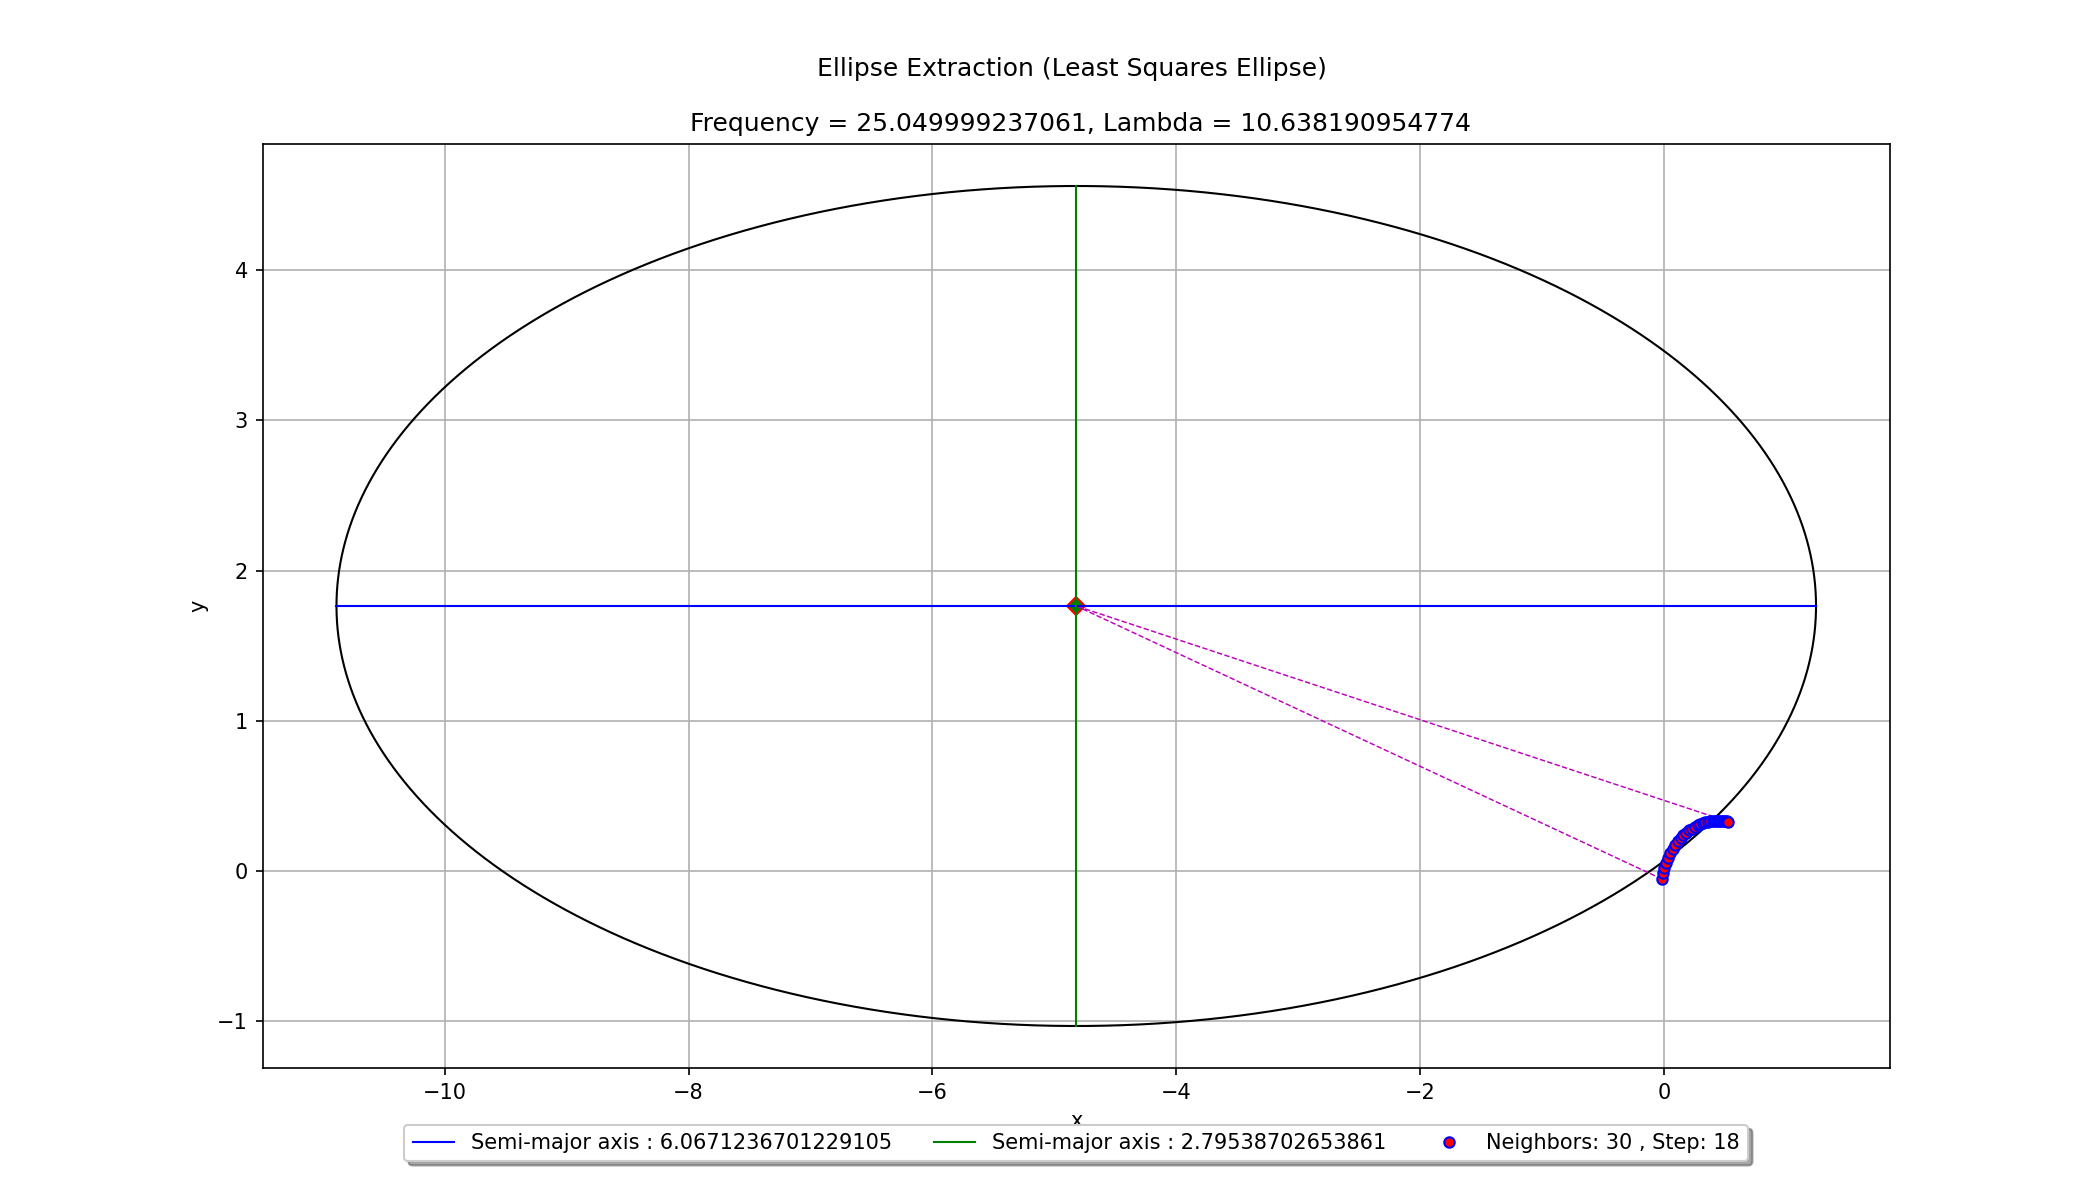 Ellipse Extraction (Least Squares Ellipse)
Frequency = 25.049999237061, Lambda = 10.638190954774
4
3
2
1
0
−1
y
−10 −8 −6 −4 −2 0
x
Semi-major axis : 6.0671236701229105 Semi-major axis : 2.79538702653861 Neighbors: 30 , Step: 18